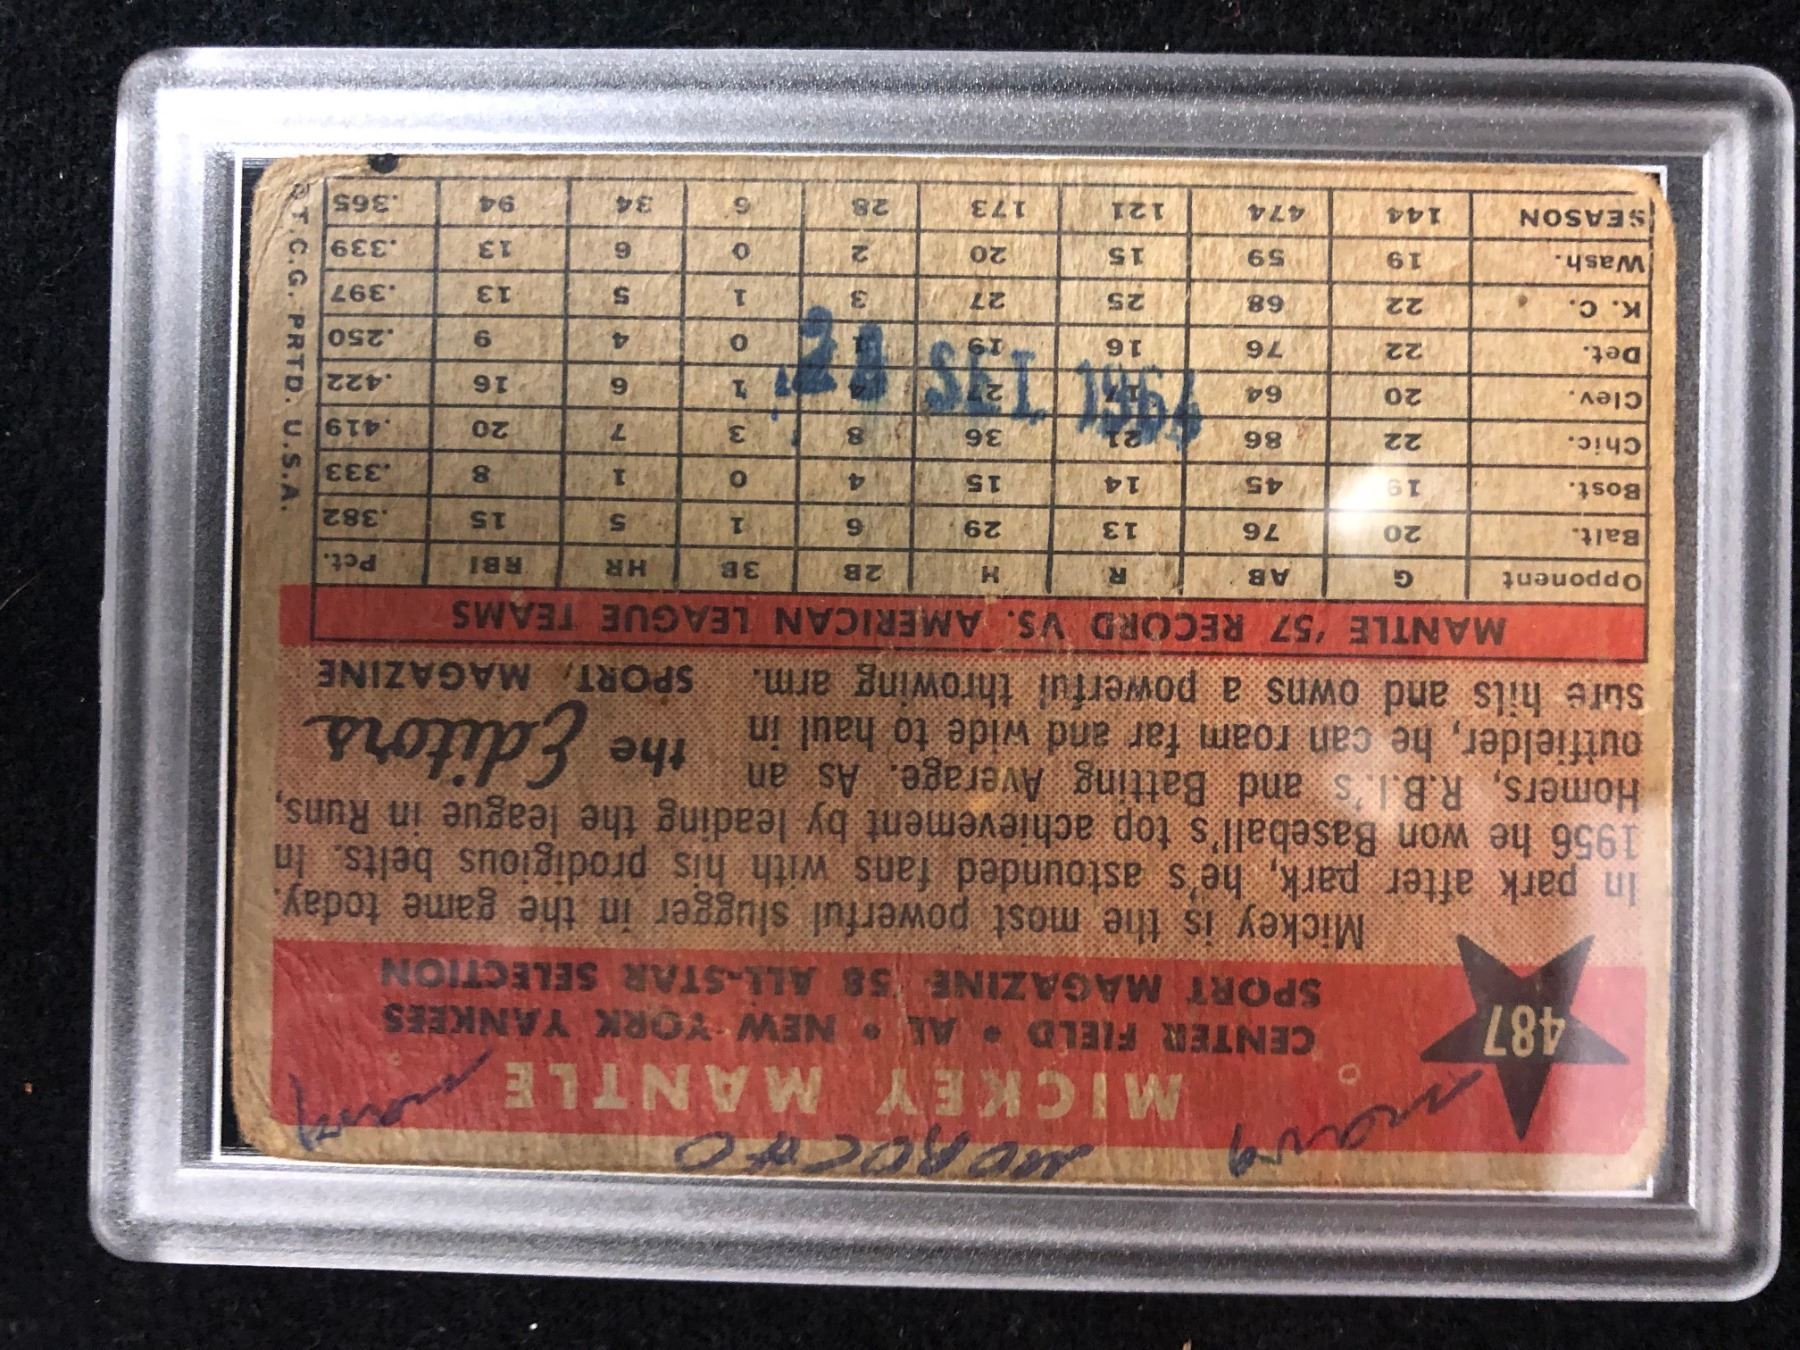 487
MICKEY MANTLE
CENTER FIELD • AL • NEW YORK YANKEES
SPORT MAGAZINE '58 ALL-STAR SELECTION
Mickey is the most powerful slugger in the game today.
In park after park, he's astounded fans with his prodigious belts. In
1956 he won Baseball's top achievement by leading the league in Runs,
Homers, R.B.I.'s and Batting Average. As an
outfielder, he can roam far and wide to haul in
sure hits and owns a powerful throwing arm.
the Editors
SPORT MAGAZINE
MANTLE '57 RECORD VS. AMERICAN LEAGUE TEAMS
Opponent G AB R H 2B 3B HR RBI Pct.
Balt. 20 76 13 29 6 1 5 15 .382
Bost. 19 45 14 15 4 0 1 8 .333
Chic. 22 86 21 36 8 3 7 20 .419
Clev. 20 64 17 27 4 1 6 16 .422
Det. 22 76 16 19 1 0 4 9 .250
K. C. 22 68 25 27 3 1 5 13 .397
Wash. 19 59 15 20 2 0 6 13 .339
SEASON 144 474 121 173 28 6 34 94 .365
© T.C.G. PRTD. U.S.A.
28 SET 1964